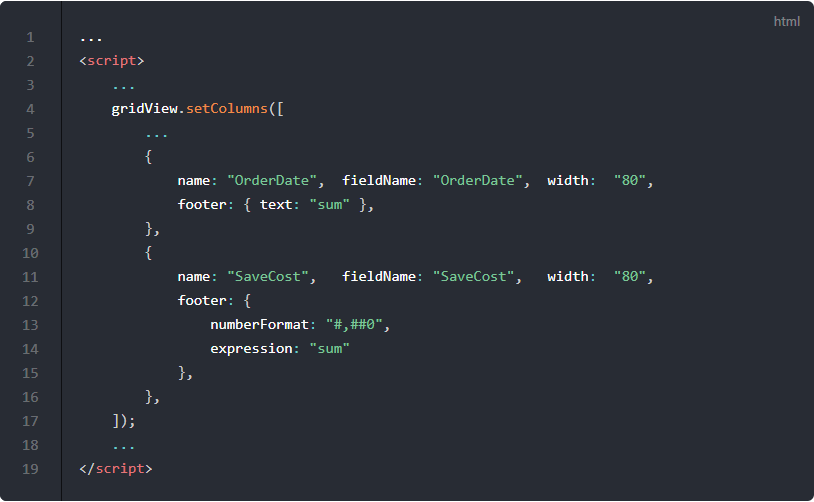 html
1 ...
2 <script>
3     ...
4     gridView.setColumns([
5         ...
6         {
7             name: "OrderDate",  fieldName: "OrderDate",  width:  "80",
8             footer: { text: "sum" },
9         },
10         {
11             name: "SaveCost",   fieldName: "SaveCost",   width:  "80",
12             footer: {
13                 numberFormat: "#,##0",
14                 expression: "sum"
15             },
16         },
17     ]);
18     ...
19 </script>